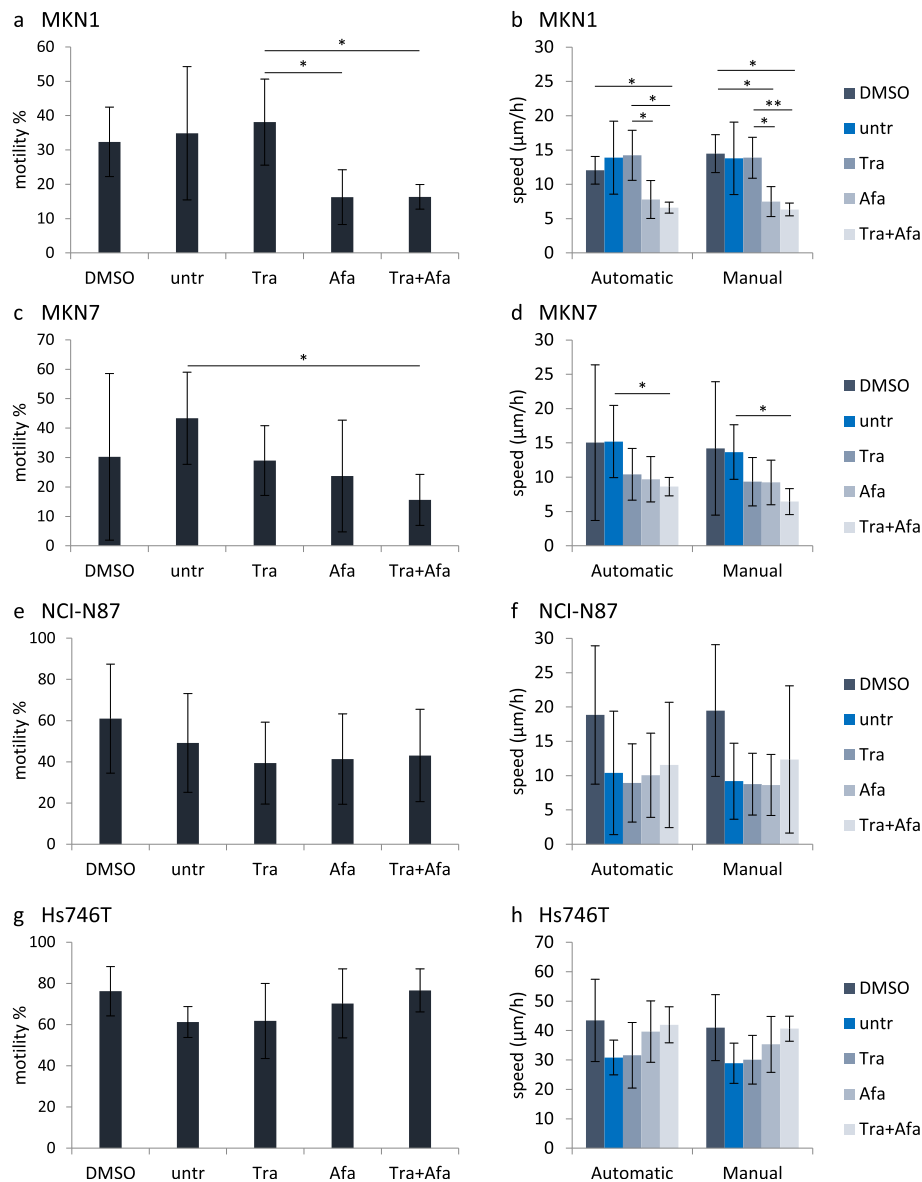 a MKN1
motility %
60
50
40
30
20
10
0
* *
DMSO untr Tra Afa Tra+Afa
b MKN1
speed (µm/h)
30
25
20
15
10
5
0
* * * * * ** *
Automatic Manual
DMSO
untr
Tra
Afa
Tra+Afa
c MKN7
motility %
70
60
50
40
30
20
10
0
*
DMSO untr Tra Afa Tra+Afa
d MKN7
speed (µm/h)
30
25
20
15
10
5
0
* *
Automatic Manual
DMSO
untr
Tra
Afa
Tra+Afa
e NCI-N87
motility %
100
80
60
40
20
0
DMSO untr Tra Afa Tra+Afa
f NCI-N87
speed (µm/h)
30
25
20
15
10
5
0
Automatic Manual
DMSO
untr
Tra
Afa
Tra+Afa
g Hs746T
motility %
100
80
60
40
20
0
DMSO untr Tra Afa Tra+Afa
h Hs746T
speed (µm/h)
70
60
50
40
30
20
10
0
Automatic Manual
DMSO
untr
Tra
Afa
Tra+Afa